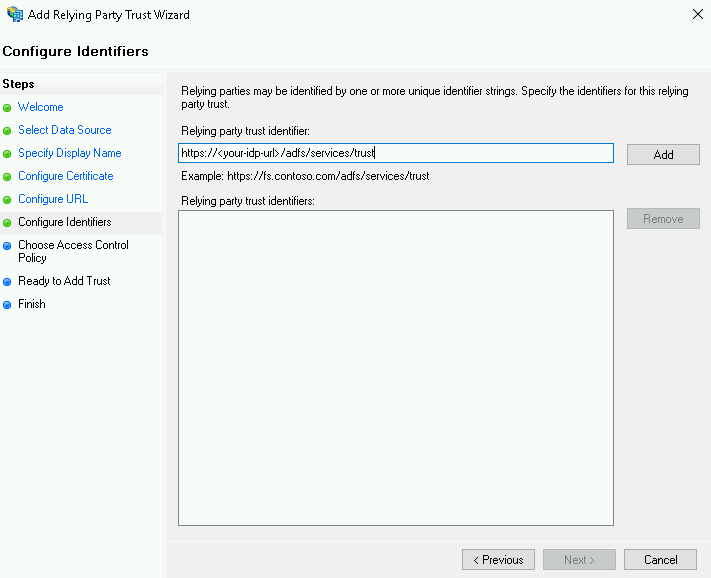 Add Relying Party Trust Wizard
Configure Identifiers
Steps
Welcome
Select Data Source
Specify Display Name
Configure Certificate
Configure URL
Configure Identifiers
Choose Access Control
Policy
Ready to Add Trust
Finish
Relying parties may be identified by one or more unique identifier strings. Specify the identifiers for this relying
party trust.
Relying party trust identifier:
https://<your-idp-url>/adfs/services/trust
Add
Example: https://fs.contoso.com/adfs/services/trust
Relying party trust identifiers:
Remove
< Previous
Next >
Cancel